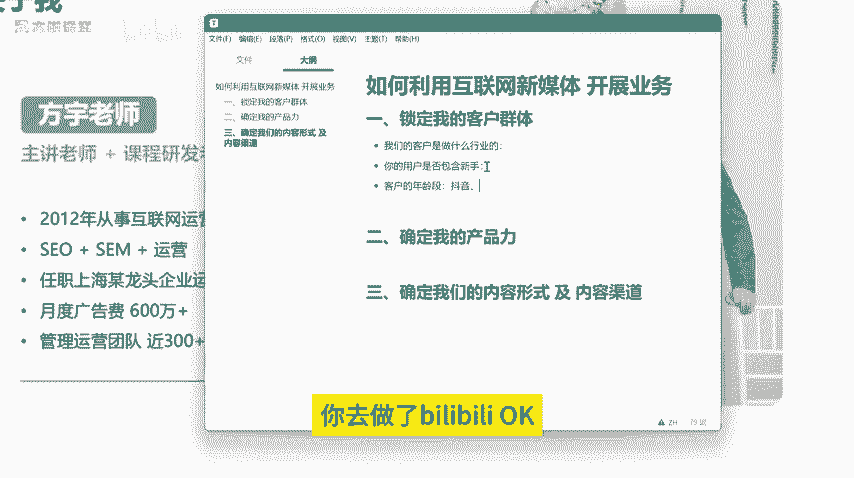 方宇老师
主讲老师 + 课程研发
• 2012年从事互联网运营
• SEO + SEM + 运营
• 任职上海某龙头企业运
• 月度广告费 600万+
• 管理运营团队 近300+
文件(F) 编辑(E) 段落(P) 格式(O) 视图(V) 主题(T) 帮助(H)
文件 大纲
如何利用互联网新媒体 开展业务
一、锁定我的客户群体
二、确定我的产品力
三、确定我们的内容形式 及
内容渠道
如何利用互联网新媒体 开展业务
一、锁定我的客户群体
• 我们的客户是做什么行业的:
• 你的用户是否包含新手:
• 客户的年龄段：抖音、
二、确定我的产品力
三、确定我们的内容形式 及 内容渠道
ZH 79 词
你去做了bilibili OK